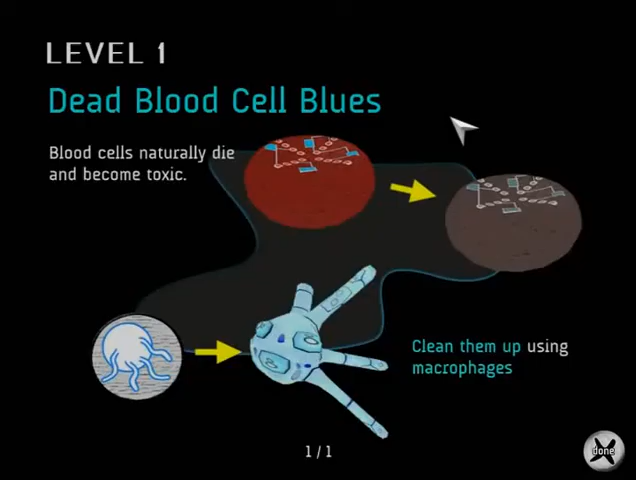 LEVEL 1
Dead Blood Cell Blues
Blood cells naturally die
and become toxic.
Clean them up using
macrophages
1 / 1
done